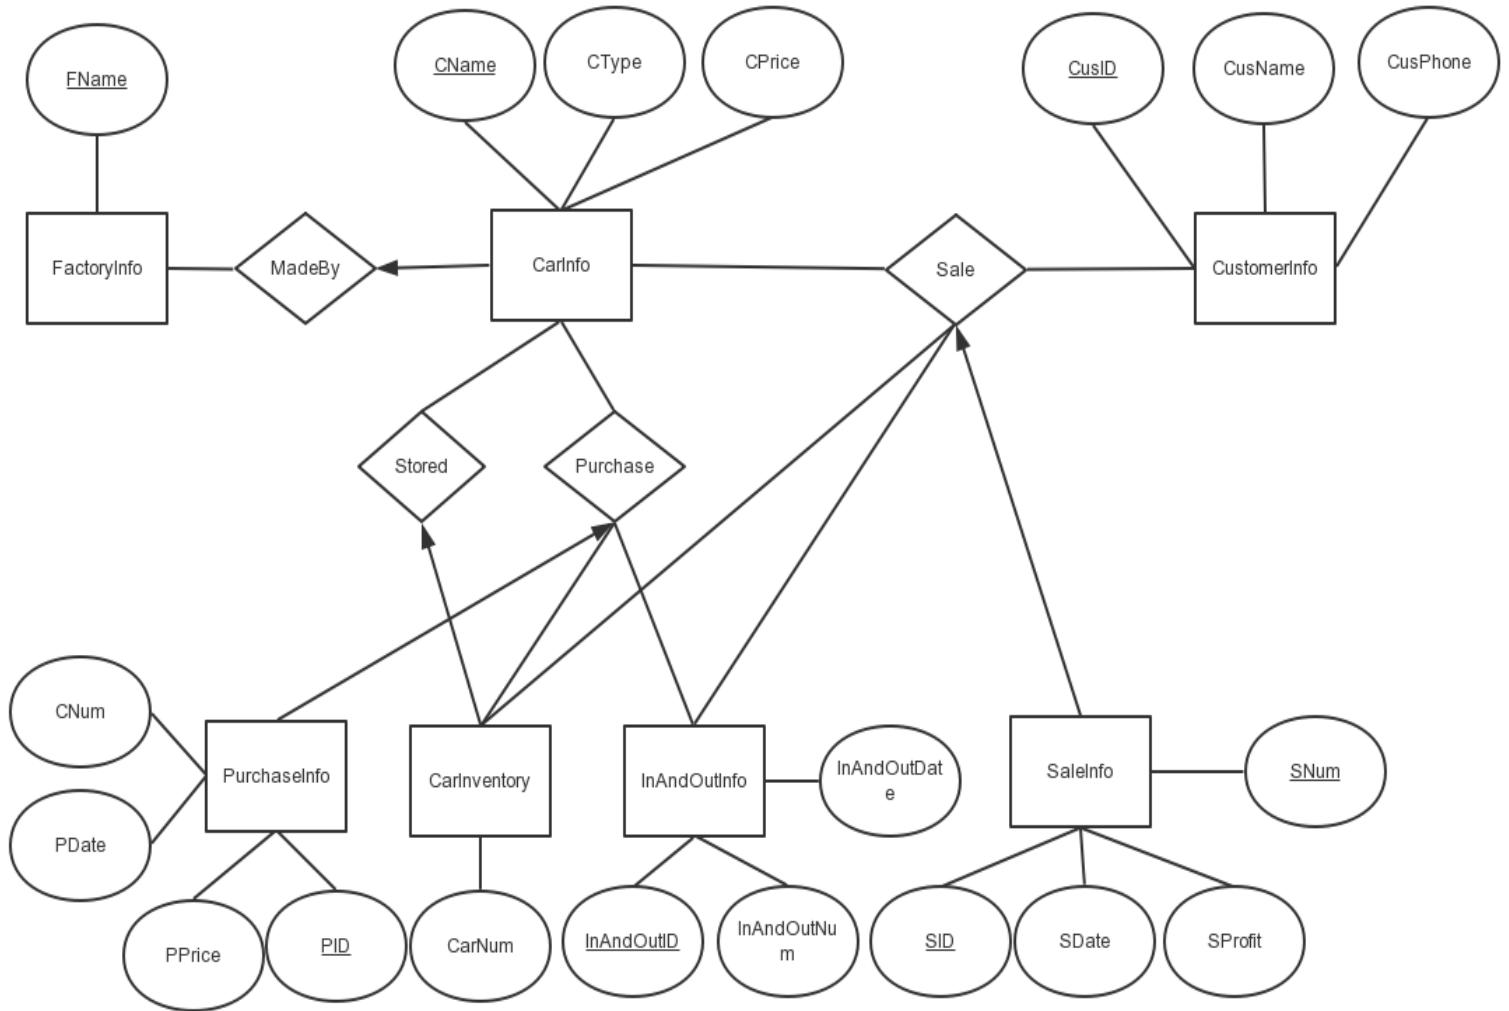 FName
CName
CType
CPrice
CusID
CusName
CusPhone
FactoryInfo
MadeBy
CarInfo
Sale
CustomerInfo
Stored
Purchase
CNum
PurchaseInfo
CarInventory
InAndOutInfo
InAndOutDat
e
SaleInfo
SNum
PDate
PPrice
PID
CarNum
InAndOutID
InAndOutNu
m
SID
SDate
SProfit